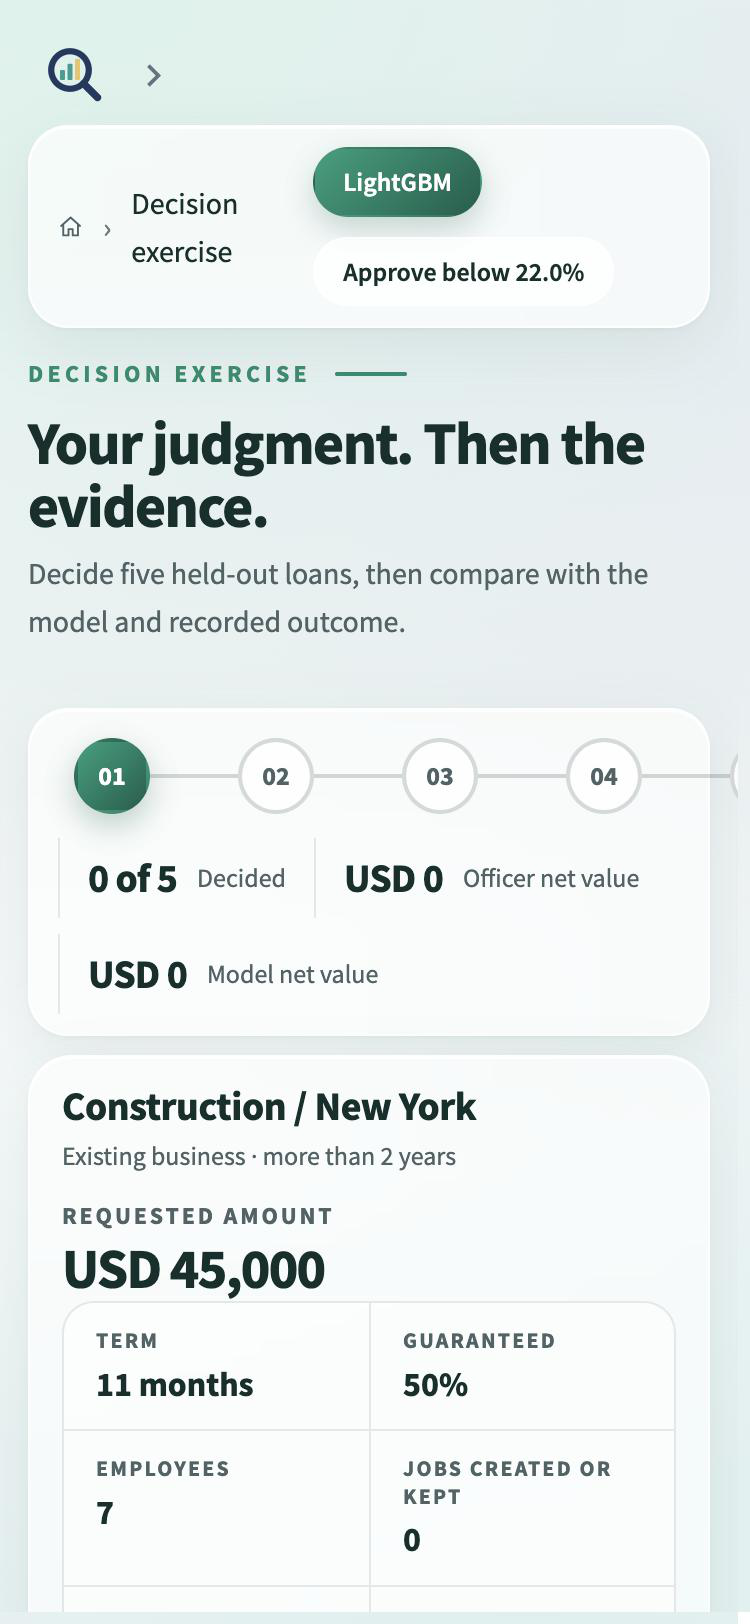 Decision
exercise
LightGBM
Approve below 22.0%
DECISION EXERCISE
Your judgment. Then the
evidence.
Decide five held-out loans, then compare with the
model and recorded outcome.
01 02 03 04
0 of 5 Decided USD 0 Officer net value
USD 0 Model net value
Construction / New York
Existing business · more than 2 years
REQUESTED AMOUNT
USD 45,000
TERM
11 months
GUARANTEED
50%
EMPLOYEES
7
JOBS CREATED OR
KEPT
0